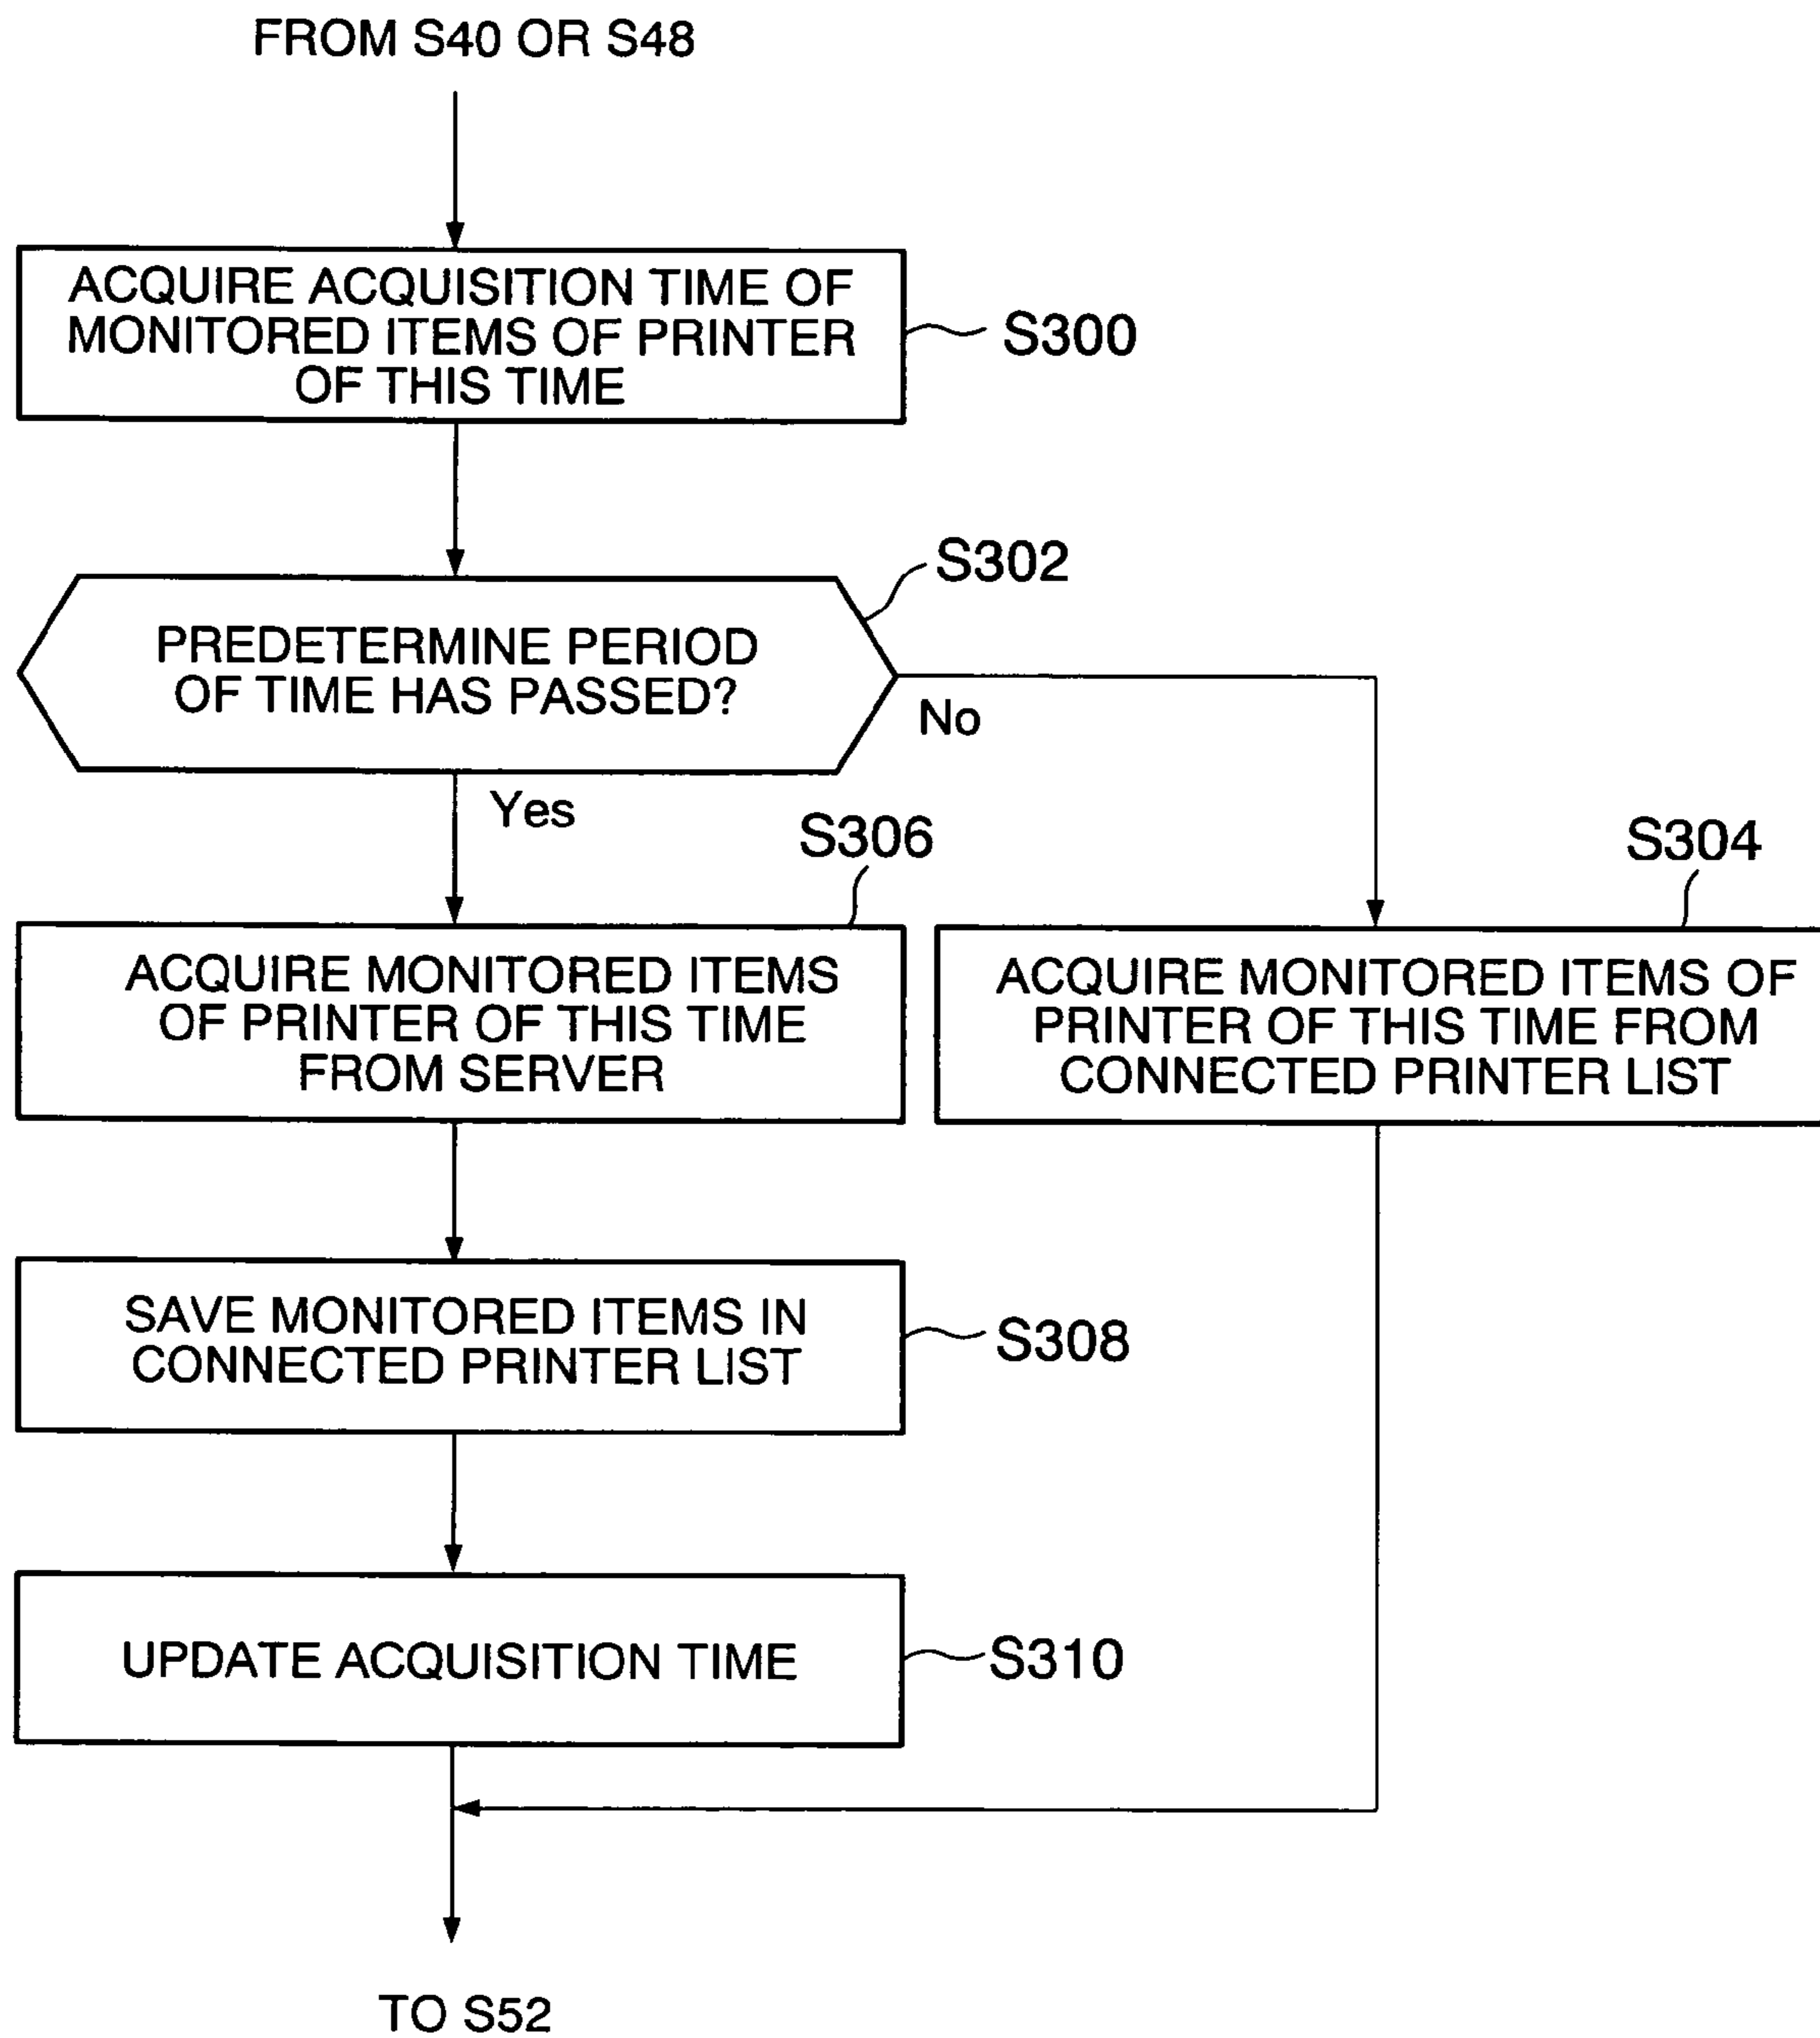 FROM S40 OR S48
ACQUIRE ACQUISITION TIME OF
MONITORED ITEMS OF PRINTER
OF THIS TIME
S300
S302
PREDETERMINE PERIOD
OF TIME HAS PASSED?
No
Yes
S306
S304
ACQUIRE MONITORED ITEMS
OF PRINTER OF THIS TIME
FROM SERVER
ACQUIRE MONITORED ITEMS OF
PRINTER OF THIS TIME FROM
CONNECTED PRINTER LIST
SAVE MONITORED ITEMS IN
CONNECTED PRINTER LIST
S308
UPDATE ACQUISITION TIME
S310
TO S52